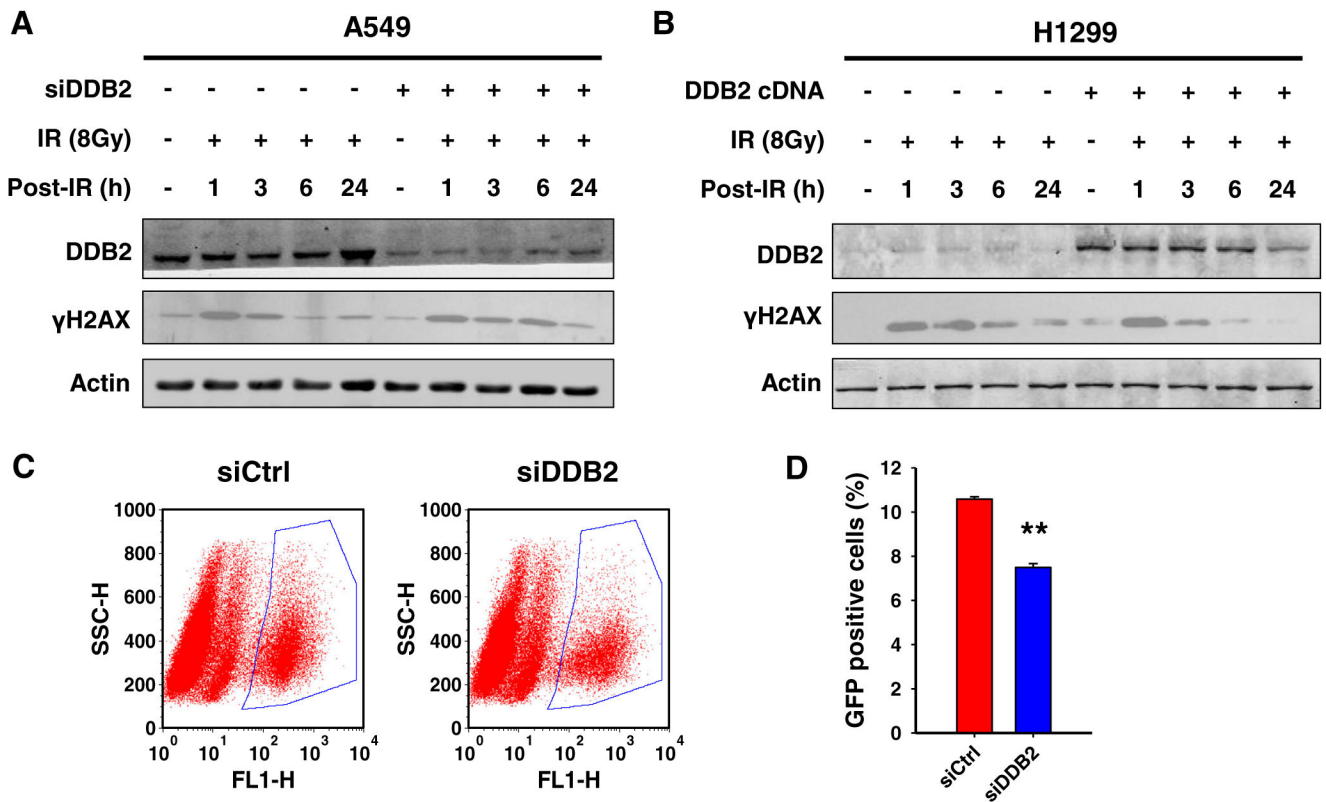 A
A549
siDDB2 - - - - - + + + + +
IR (8Gy) - + + + + - + + + +
Post-IR (h) - 1 3 6 24 - 1 3 6 24
DDB2
γH2AX
Actin
B
H1299
DDB2 cDNA - - - - - + + + + +
IR (8Gy) - + + + + - + + + +
Post-IR (h) - 1 3 6 24 - 1 3 6 24
DDB2
γH2AX
Actin
C
siCtrl
1000
800
600
400
200
0
SSC-H
10^0 10^1 10^2 10^3 10^4
FL1-H
siDDB2
1000
800
600
400
200
0
SSC-H
10^0 10^1 10^2 10^3 10^4
FL1-H
D
GFP positive cells (%)
12
10
8
6
4
2
0
**
siCtrl
siDDB2